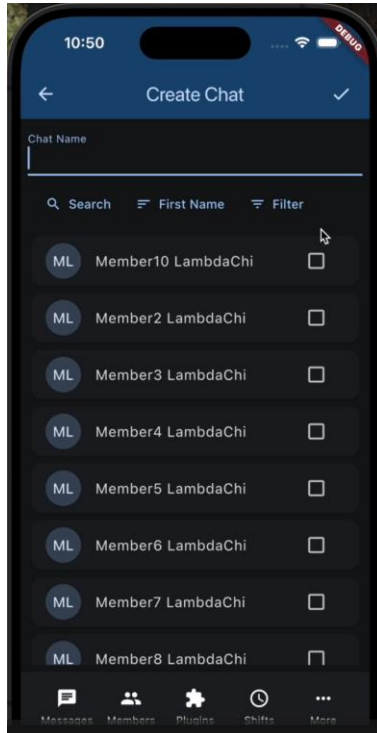 10:50
DEBUG
Create Chat
Chat Name
Search First Name Filter
ML Member10 LambdaChi
ML Member2 LambdaChi
ML Member3 LambdaChi
ML Member4 LambdaChi
ML Member5 LambdaChi
ML Member6 LambdaChi
ML Member7 LambdaChi
ML Member8 LambdaChi
Messages Members Plugins Shifts More